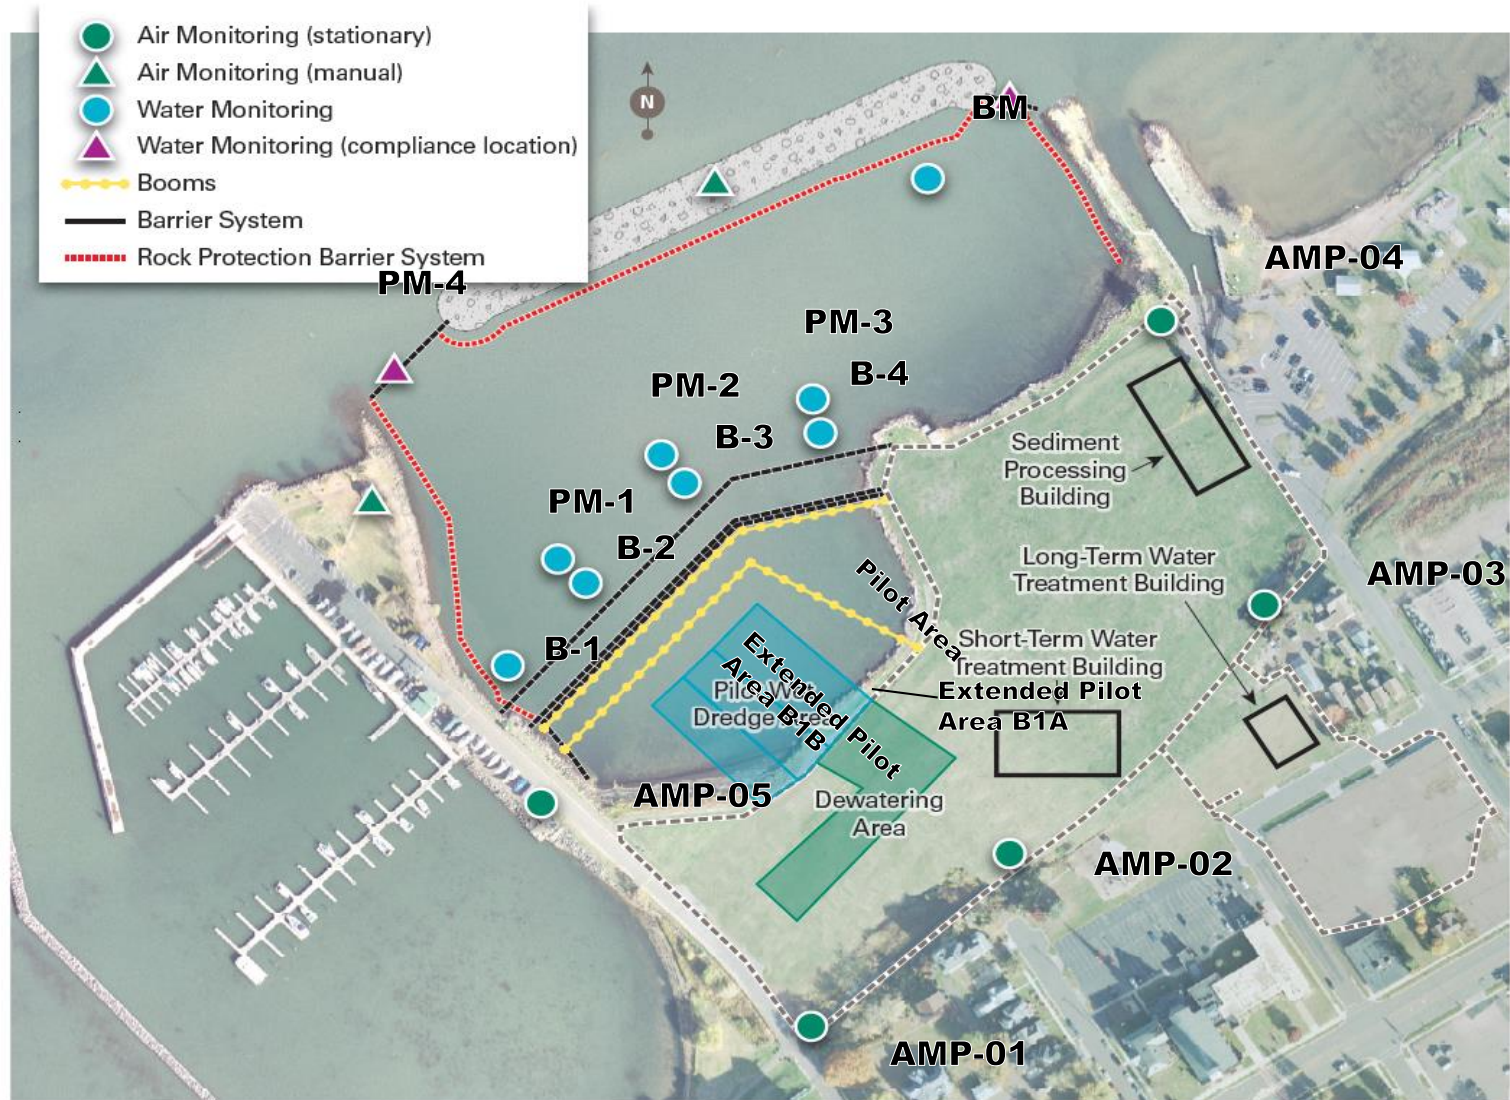 Air Monitoring (stationary)
Air Monitoring (manual)
Water Monitoring
Water Monitoring (compliance location)
Booms
Barrier System
Rock Protection Barrier System
N
BM
PM-4
AMP-04
PM-3
B-4
PM-2
B-3
Sediment
Processing
Building
PM-1
B-2
Long-Term Water
Treatment Building
AMP-03
Pilot Area
B-1
Short-Term Water
Treatment Building
Extended Pilot
Area B1B
Extended Pilot
Area B1A
Dredge Area
AMP-05
Dewatering
Area
AMP-02
AMP-01